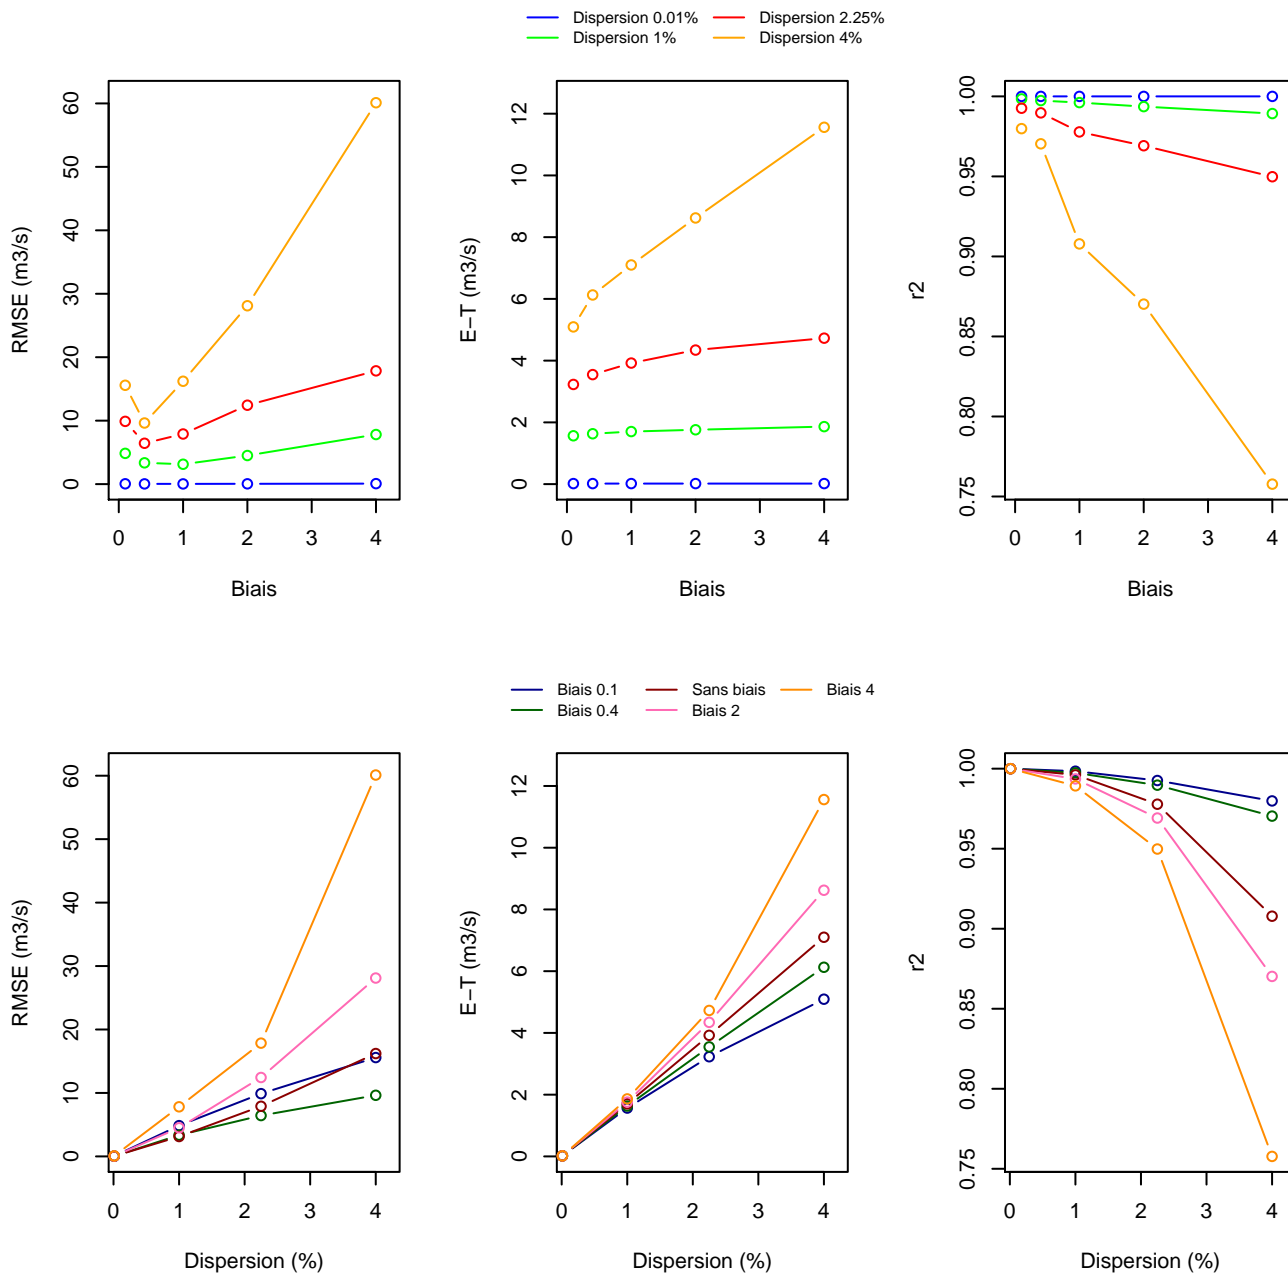 Dispersion 0.01% Dispersion 2.25%
Dispersion 1% Dispersion 4%
RMSE (m3/s)
0 10 20 30 40 50 60
0 1 2 3 4
Biais
E−T (m3/s)
0 2 4 6 8 10 12
0 1 2 3 4
Biais
r2
0.75 0.80 0.85 0.90 0.95 1.00
0 1 2 3 4
Biais
Biais 0.1 Sans biais Biais 4
Biais 0.4 Biais 2
RMSE (m3/s)
0 10 20 30 40 50 60
0 1 2 3 4
Dispersion (%)
E−T (m3/s)
0 2 4 6 8 10 12
0 1 2 3 4
Dispersion (%)
r2
0.75 0.80 0.85 0.90 0.95 1.00
0 1 2 3 4
Dispersion (%)